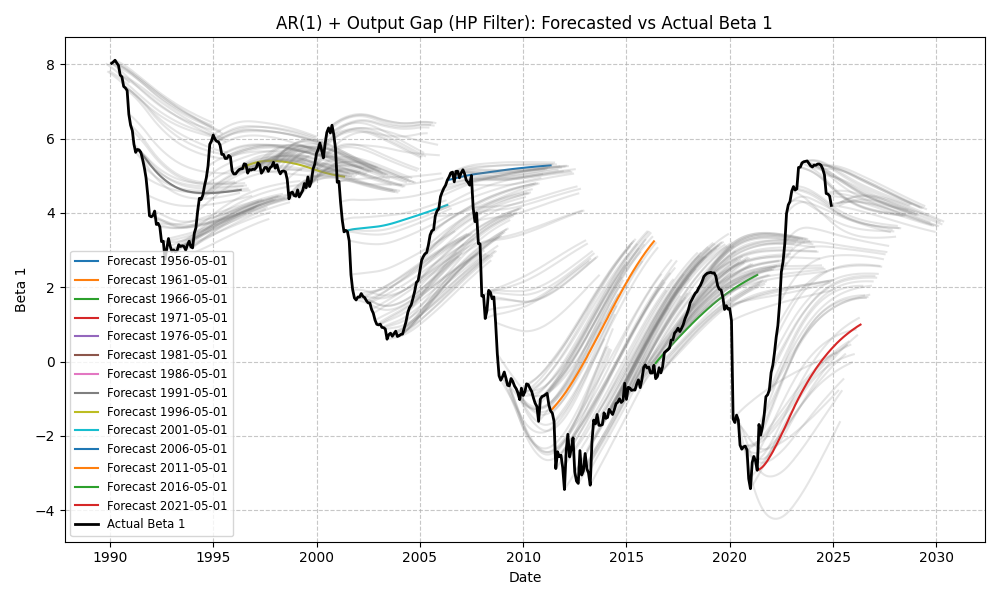 AR(1) + Output Gap (HP Filter): Forecasted vs Actual Beta 1
Beta 1
8
6
4
2
0
−2
−4
Forecast 1956-05-01
Forecast 1961-05-01
Forecast 1966-05-01
Forecast 1971-05-01
Forecast 1976-05-01
Forecast 1981-05-01
Forecast 1986-05-01
Forecast 1991-05-01
Forecast 1996-05-01
Forecast 2001-05-01
Forecast 2006-05-01
Forecast 2011-05-01
Forecast 2016-05-01
Forecast 2021-05-01
Actual Beta 1
1990 1995 2000 2005 2010 2015 2020 2025 2030
Date